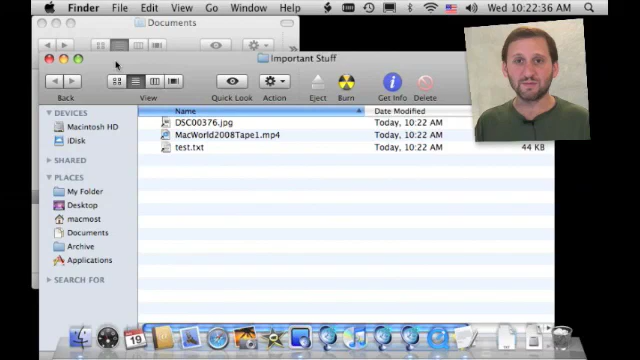 Finder File Edit View Go Window Help Wed 10:22:36 AM
Documents
Important Stuff
Back View Quick Look Action Eject Burn Get Info Delete
Name Date Modified
DEVICES
Macintosh HD
iDisk
SHARED
PLACES
My Folder
Desktop
macmost
Documents
Archive
Applications
SEARCH FOR
DSC00376.jpg Today, 10:22 AM
MacWorld2008Tape1.mp4 Today, 10:22 AM
test.txt Today, 10:22 AM 44 KB
19